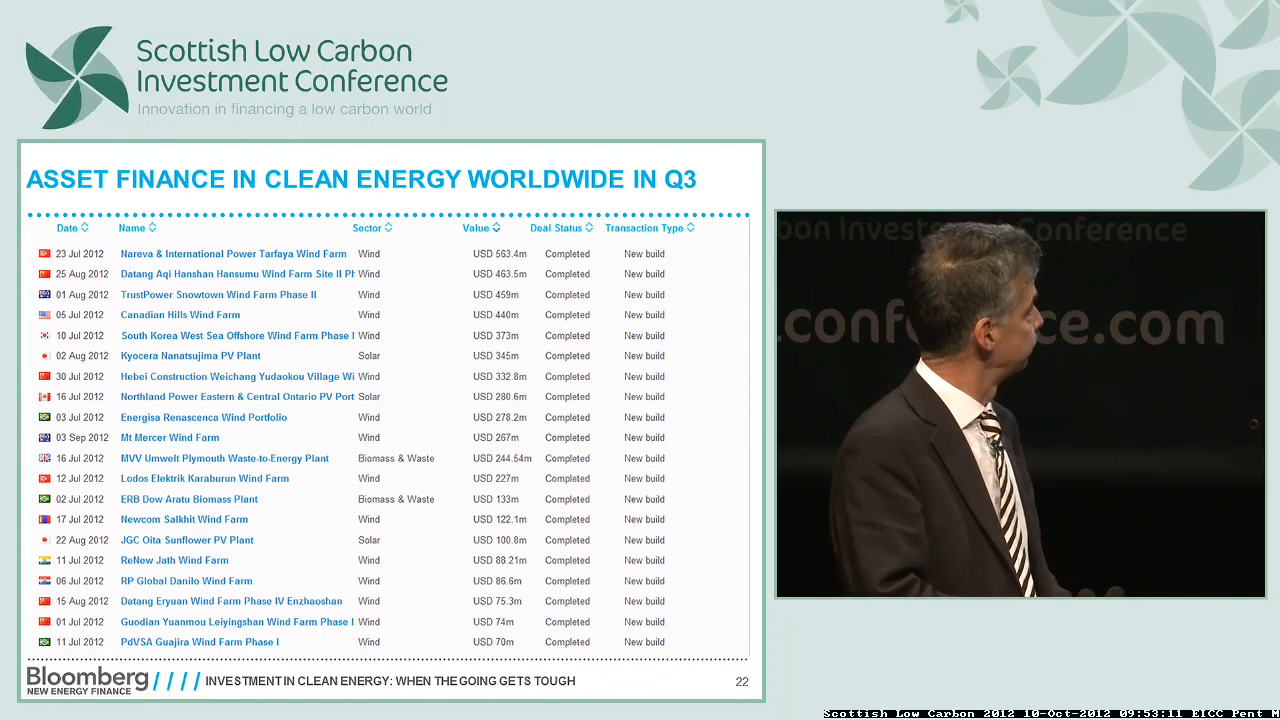 Scottish Low Carbon
Investment Conference
Innovation in financing a low carbon world
ASSET FINANCE IN CLEAN ENERGY WORLDWIDE IN Q3
Date Name Sector Value Deal Status Transaction Type
23 Jul 2012 Nareva & International Power Tarfaya Wind Farm Wind USD 563.4m Completed New build
25 Aug 2012 Datang Aqi Hanshan Hansumu Wind Farm Site II Ph Wind USD 463.5m Completed New build
01 Aug 2012 TrustPower Snowtown Wind Farm Phase II Wind USD 459m Completed New build
05 Jul 2012 Canadian Hills Wind Farm Wind USD 440m Completed New build
10 Jul 2012 South Korea West Sea Offshore Wind Farm Phase I Wind USD 373m Completed New build
02 Aug 2012 Kyocera Nanatsujima PV Plant Solar USD 345m Completed New build
30 Jul 2012 Hebei Construction Weichang Yudaokou Village Wi Wind USD 332.8m Completed New build
16 Jul 2012 Northland Power Eastern & Central Ontario PV Port Solar USD 280.6m Completed New build
03 Jul 2012 Energisa Renascenca Wind Portfolio Wind USD 278.2m Completed New build
03 Sep 2012 Mt Mercer Wind Farm Wind USD 267m Completed New build
16 Jul 2012 MVV Umwelt Plymouth Waste-to-Energy Plant Biomass & Waste USD 244.54m Completed New build
12 Jul 2012 Lodos Elektrik Karaburun Wind Farm Wind USD 227m Completed New build
02 Jul 2012 ERB Dow Aratu Biomass Plant Biomass & Waste USD 133m Completed New build
17 Jul 2012 Newcom Salkhit Wind Farm Wind USD 122.1m Completed New build
22 Aug 2012 JGC Oita Sunflower PV Plant Solar USD 100.8m Completed New build
11 Jul 2012 ReNew Jath Wind Farm Wind USD 88.21m Completed New build
06 Jul 2012 RP Global Danilo Wind Farm Wind USD 86.6m Completed New build
15 Aug 2012 Datang Eryuan Wind Farm Phase IV Enzhaoshan Wind USD 75.3m Completed New build
01 Jul 2012 Guodian Yuanmou Leiyingshan Wind Farm Phase I Wind USD 74m Completed New build
11 Jul 2012 PdVSA Guajira Wind Farm Phase I Wind USD 70m Completed New build
Bloomberg
NEW ENERGY FINANCE
//// INVESTMENT IN CLEAN ENERGY: WHEN THE GOING GETS TOUGH 22
Conference
.com
Scottish Low Carbon 2012 10-Oct-2012 09:53:11 EICC Pent